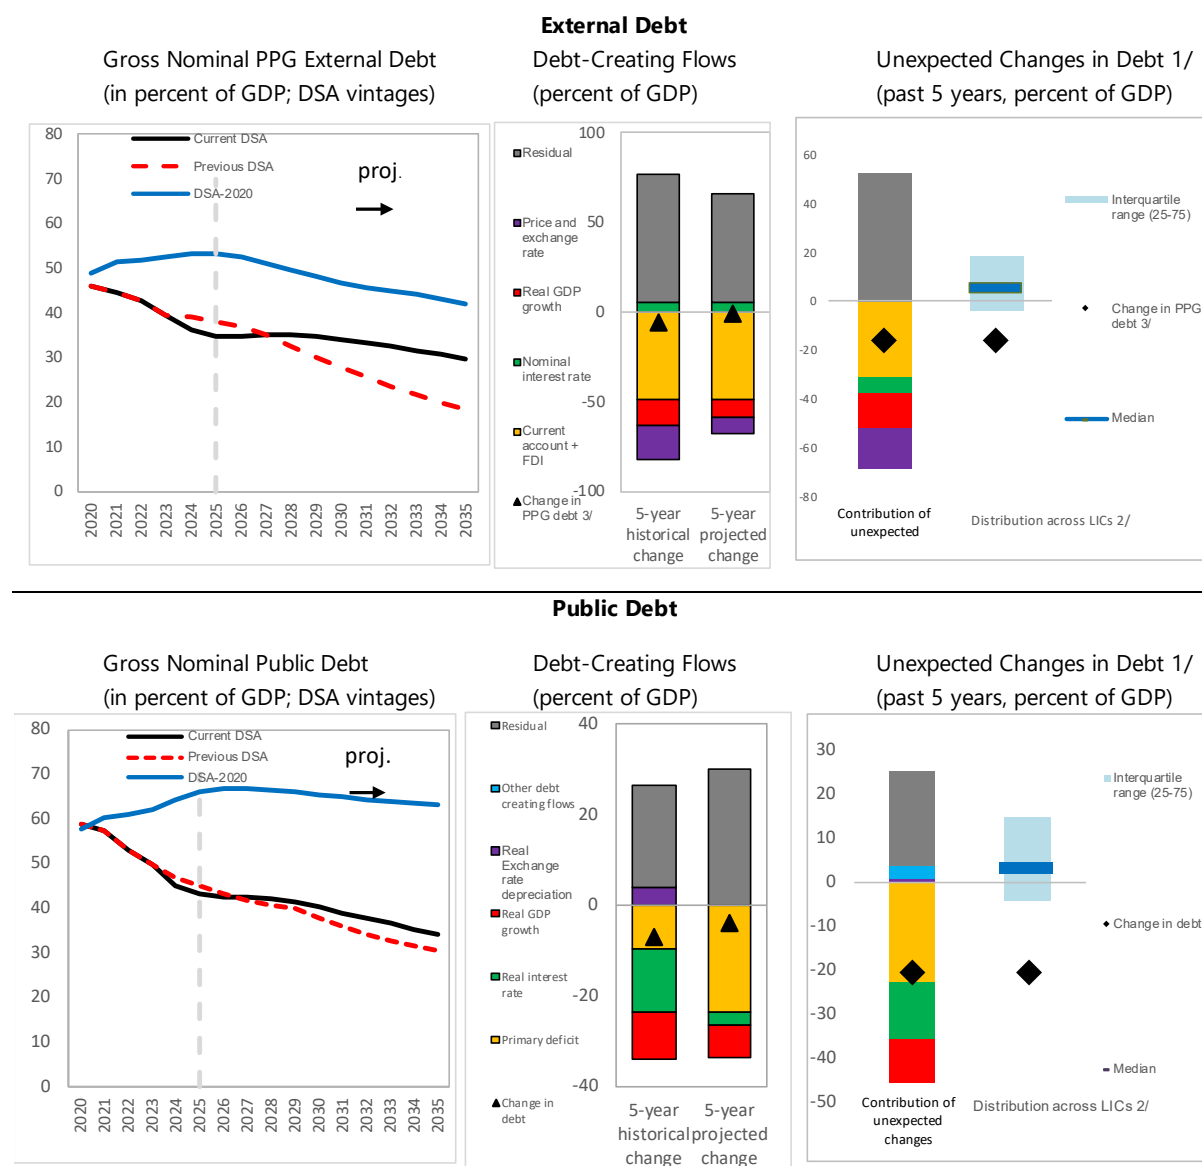 External Debt
Gross Nominal PPG External Debt
(in percent of GDP; DSA vintages)
80
70
60
50
40
30
20
10
0
Current DSA
Previous DSA
DSA-2020
proj.
2020
2021
2022
2023
2024
2025
2026
2027
2028
2029
2030
2031
2032
2033
2034
2035
Debt-Creating Flows
(percent of GDP)
Residual
Price and
exchange
rate
Real GDP
growth
Nominal
interest rate
Current
account +
FDI
Change in
PPG debt 3/
100
50
0
-50
-100
5-year
historical
change
5-year
projected
change
Unexpected Changes in Debt 1/
(past 5 years, percent of GDP)
60
40
20
0
-20
-40
-60
-80
Contribution of
unexpected
Distribution across LICs 2/
Interquartile
range (25-75)
Change in PPG
debt 3/
Median
Public Debt
Gross Nominal Public Debt
(in percent of GDP; DSA vintages)
80
70
60
50
40
30
20
10
0
Current DSA
Previous DSA
DSA-2020
proj.
2020
2021
2022
2023
2024
2025
2026
2027
2028
2029
2030
2031
2032
2033
2034
2035
Debt-Creating Flows
(percent of GDP)
Residual
Other debt
creating flows
Real
Exchange
rate
depreciation
Real GDP
growth
Real interest
rate
Primary deficit
Change in
debt
40
20
0
-20
-40
5-year
historical
change
5-year
projected
change
Unexpected Changes in Debt 1/
(past 5 years, percent of GDP)
30
20
10
0
-10
-20
-30
-40
-50
Contribution of
unexpected
changes
Distribution across LICs 2/
Interquartile
range (25-75)
Change in debt
Median